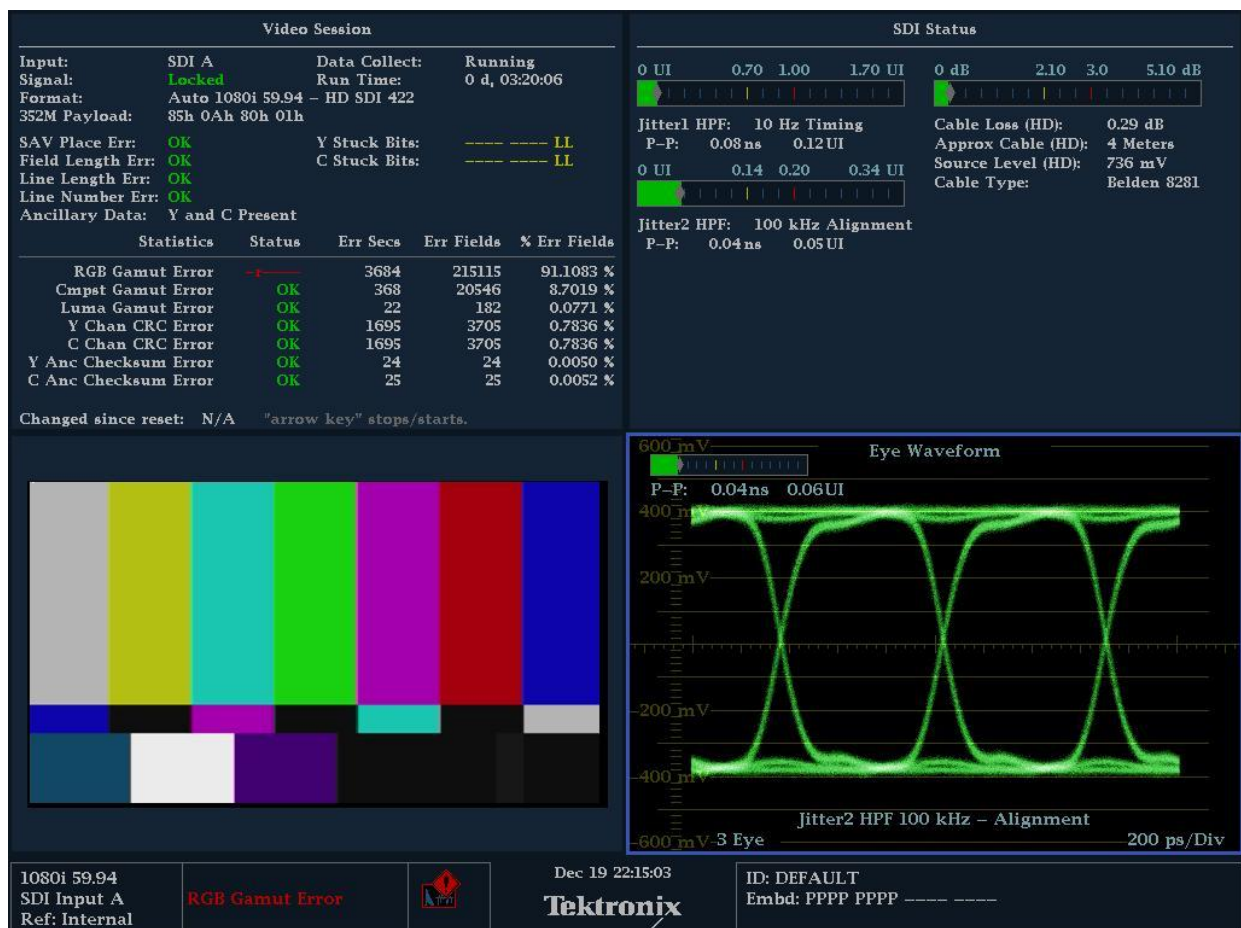 Video Session
Input: SDI A Data Collect: Running
Signal: Locked Run Time: 0 d, 03:20:06
Format: Auto 1080i 59.94 – HD SDI 422
352M Payload: 85h 0Ah 80h 01h
SAV Place Err: OK Y Stuck Bits: –––– –––– LL
Field Length Err: OK C Stuck Bits: –––– –––– LL
Line Length Err: OK
Line Number Err: OK
Ancillary Data: Y and C Present
Statistics Status Err Secs Err Fields % Err Fields
RGB Gamut Error –r–––– 3684 215115 91.1083 %
Cmpst Gamut Error OK 368 20546 8.7019 %
Luma Gamut Error OK 22 182 0.0771 %
Y Chan CRC Error OK 1695 3705 0.7836 %
C Chan CRC Error OK 1695 3705 0.7836 %
Y Anc Checksum Error OK 24 24 0.0050 %
C Anc Checksum Error OK 25 25 0.0052 %
Changed since reset: N/A "arrow key" stops/starts.
SDI Status
0 UI 0.70 1.00 1.70 UI
Jitter1 HPF: 10 Hz Timing
P–P: 0.08 ns 0.12 UI
0 UI 0.14 0.20 0.34 UI
Jitter2 HPF: 100 kHz Alignment
P–P: 0.04 ns 0.05 UI
0 dB 2.10 3.0 5.10 dB
Cable Loss (HD): 0.29 dB
Approx Cable (HD): 4 Meters
Source Level (HD): 736 mV
Cable Type: Belden 8281
600 mV
Eye Waveform
P–P: 0.04ns 0.06UI
400 mV
200 mV
–200 mV
–400 mV
Jitter2 HPF 100 kHz – Alignment
–600 mV 3 Eye 200 ps/Div
1080i 59.94
SDI Input A
Ref: Internal
RGB Gamut Error
Dec 19 22:15:03
Tektronix
ID: DEFAULT
Embd: PPPP PPPP –––– ––––